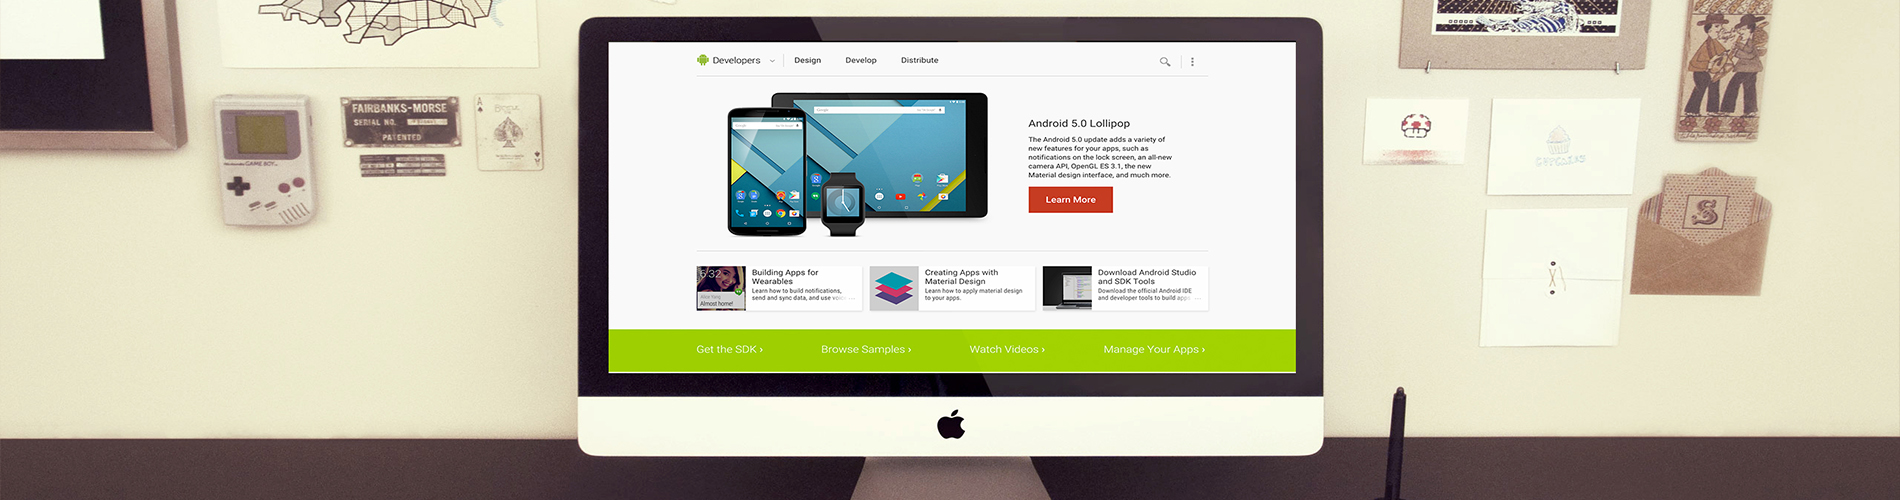 Developers
Design
Develop
Distribute
Android 5.0 Lollipop
The Android 5.0 update adds a variety of
new features for your apps, such as
notifications on the lock screen, an all-new
camera API, OpenGL ES 3.1, the new
Material design interface, and much more.
Learn More
6:32
Almost home!
Building Apps for
Wearables
Learn how to build notifications,
send and sync data, and use
Creating Apps with
Material Design
Learn how to apply material design
to your apps.
Download Android Studio
and SDK Tools
Download the official Android IDE
and developer tools to build apps
Get the SDK ›
Browse Samples ›
Watch Videos ›
Manage Your Apps ›
Nintendo GAME BOY
FAIRBANKS-MORSE
SERIAL NO.
PATENTED
A
BICYCLE
CUPCAKES
S